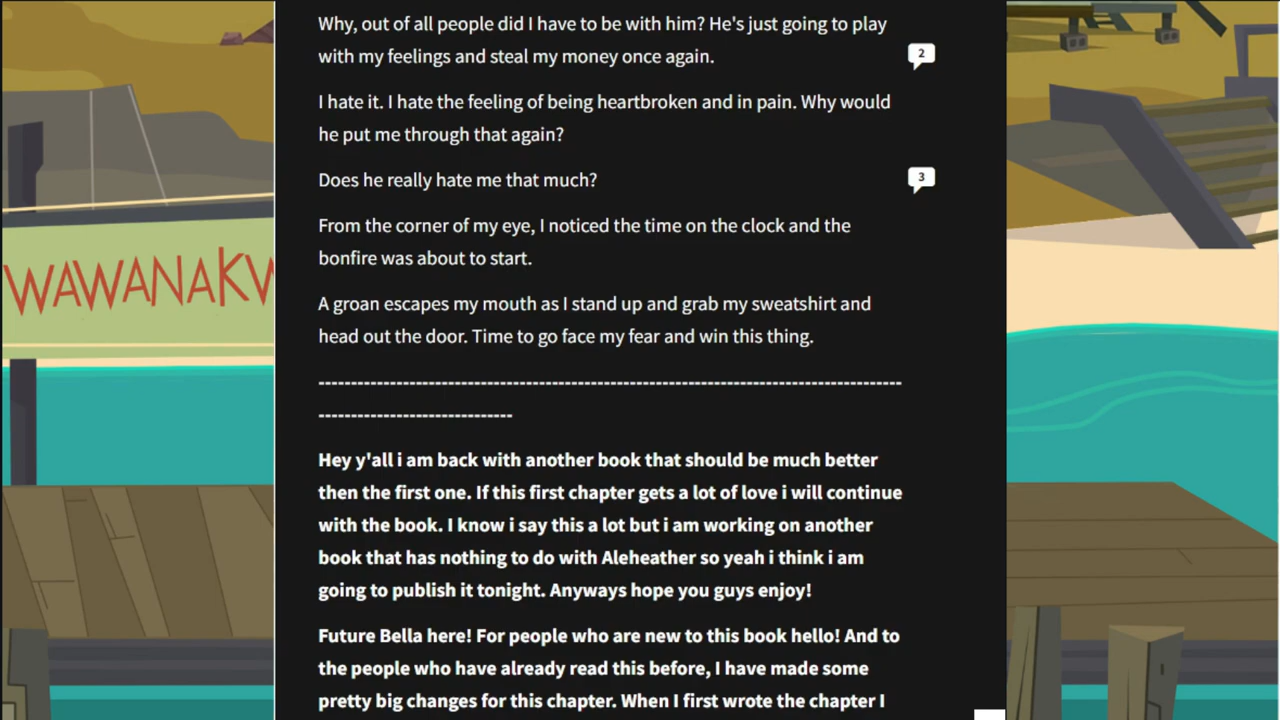 Why, out of all people did I have to be with him? He's just going to play
with my feelings and steal my money once again.
2
I hate it. I hate the feeling of being heartbroken and in pain. Why would
he put me through that again?
Does he really hate me that much?
3
From the corner of my eye, I noticed the time on the clock and the
bonfire was about to start.
A groan escapes my mouth as I stand up and grab my sweatshirt and
head out the door. Time to go face my fear and win this thing.
------------------------------------------------------------------------------------------
------------------------------
Hey y'all i am back with another book that should be much better
then the first one. If this first chapter gets a lot of love i will continue
with the book. I know i say this a lot but i am working on another
book that has nothing to do with Aleheather so yeah i think i am
going to publish it tonight. Anyways hope you guys enjoy!
Future Bella here! For people who are new to this book hello! And to
the people who have already read this before, I have made some
pretty big changes for this chapter. When I first wrote the chapter I
WAWANAKW